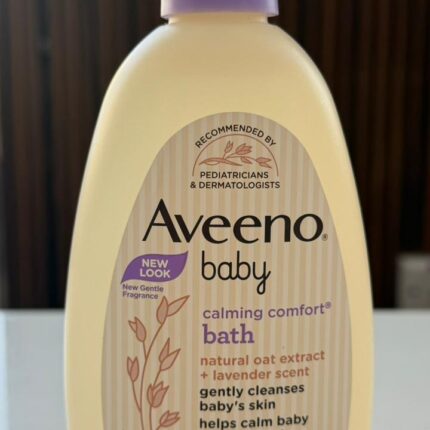 RECOMMENDED BY
PEDIATRICIANS
& DERMATOLOGISTS
Aveeno®
baby
NEW
LOOK
New Gentle
Fragrance
calming comfort®
bath
natural oat extract
+ lavender scent
gently cleanses
baby's skin
helps calm baby